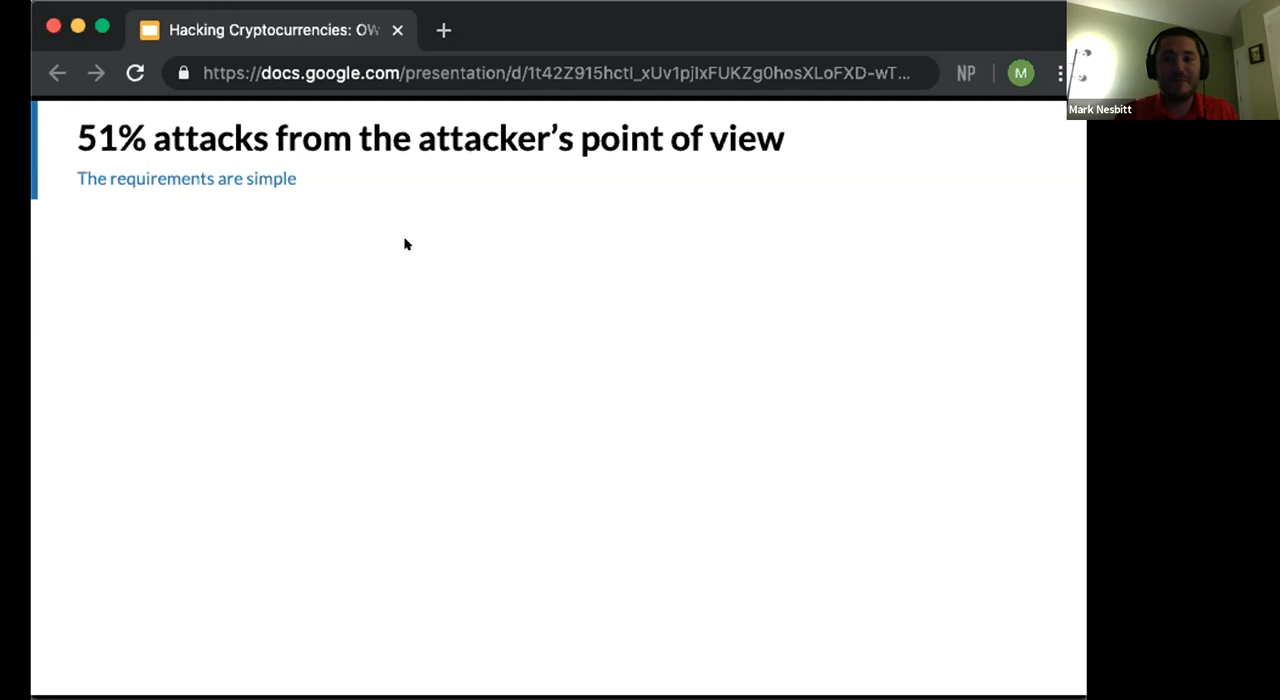 Hacking Cryptocurrencies: OW
https://docs.google.com/presentation/d/1t42Z915hctI_xUv1pjIxFUKZg0hosXLoFXD-wT...
NP
M
Mark Nesbitt
51% attacks from the attacker’s point of view
The requirements are simple